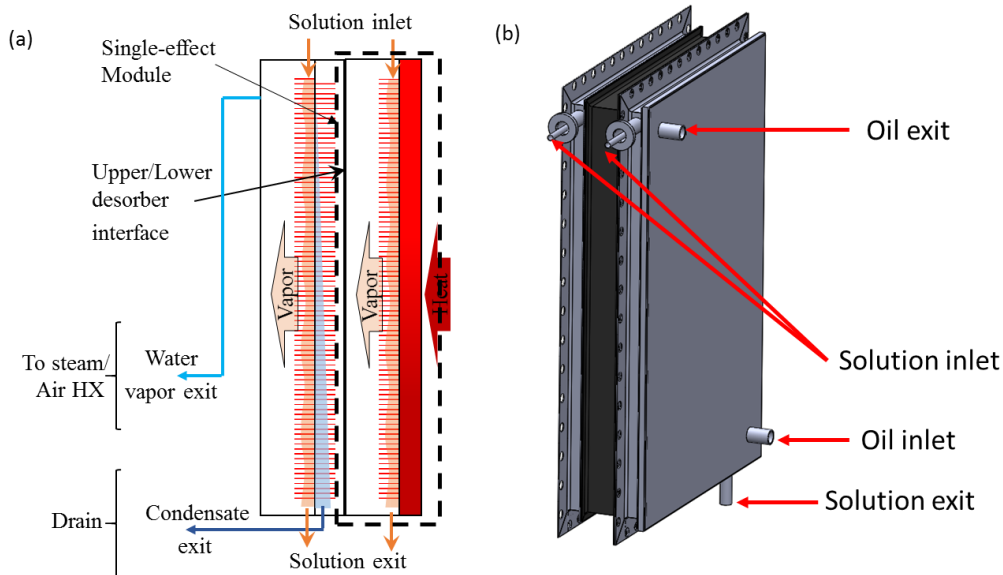 (a)
Solution inlet
Single-effect
Module
Upper/Lower
desorber
interface
Vapor
Vapor
Heat
To steam/
Air HX
Water
vapor exit
Drain
Condensate
exit
Solution exit
(b)
Oil exit
Solution inlet
Oil inlet
Solution exit